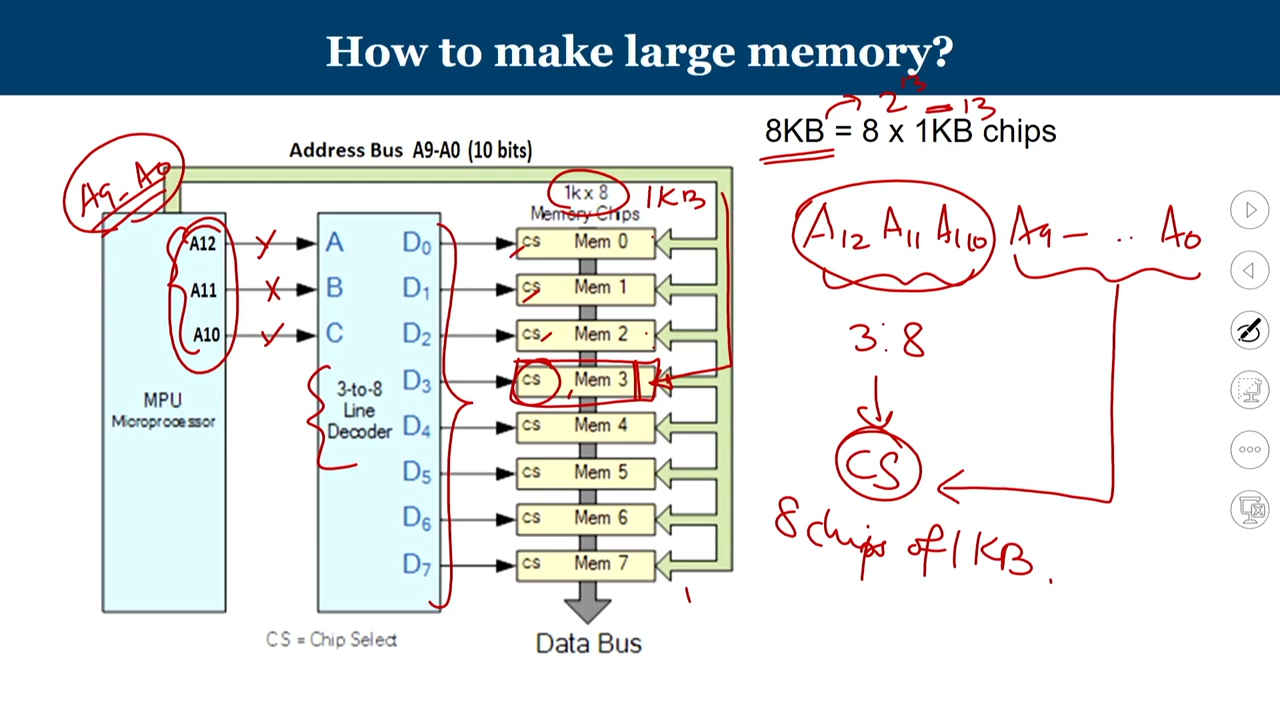 How to make large memory?
2^13 = 13
8KB = 8 x 1KB chips
Address Bus A9-A0 (10 bits)
A9 - A0
1k x 8 1KB
Memory Chips
A12 A11 A110 A9 - .. A0
A12 A D0 cs Mem 0
A11 B D1 cs Mem 1
A10 C D2 cs Mem 2
3:8
D3 cs Mem 3
MPU
Microprocessor
3-to-8
Line
Decoder
D4 cs Mem 4
D5 cs Mem 5
D6 cs Mem 6
D7 cs Mem 7
CS
8 chips of 1KB.
CS = Chip Select
Data Bus